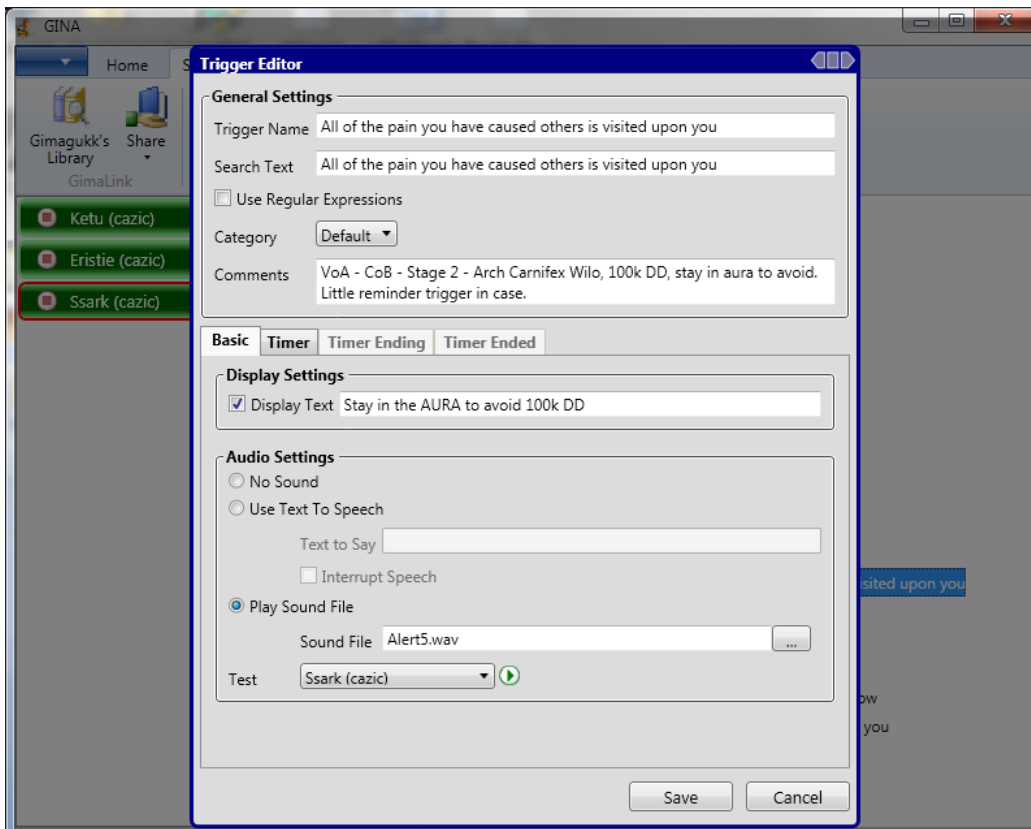 GINA
Home
S
Trigger Editor
Gimagukk's
Library
Share
GimaLink
Ketu (cazic)
Eristie (cazic)
Ssark (cazic)
General Settings
Trigger Name All of the pain you have caused others is visited upon you
Search Text All of the pain you have caused others is visited upon you
Use Regular Expressions
Category Default
Comments VoA - CoB - Stage 2 - Arch Carnifex Wilo, 100k DD, stay in aura to avoid.
Little reminder trigger in case.
Basic Timer Timer Ending Timer Ended
Display Settings
Display Text Stay in the AURA to avoid 100k DD
Audio Settings
No Sound
Use Text To Speech
Text to Say
Interrupt Speech
Play Sound File
Sound File Alert5.wav ...
Test Ssark (cazic)
isited upon you
ow
you
Save Cancel